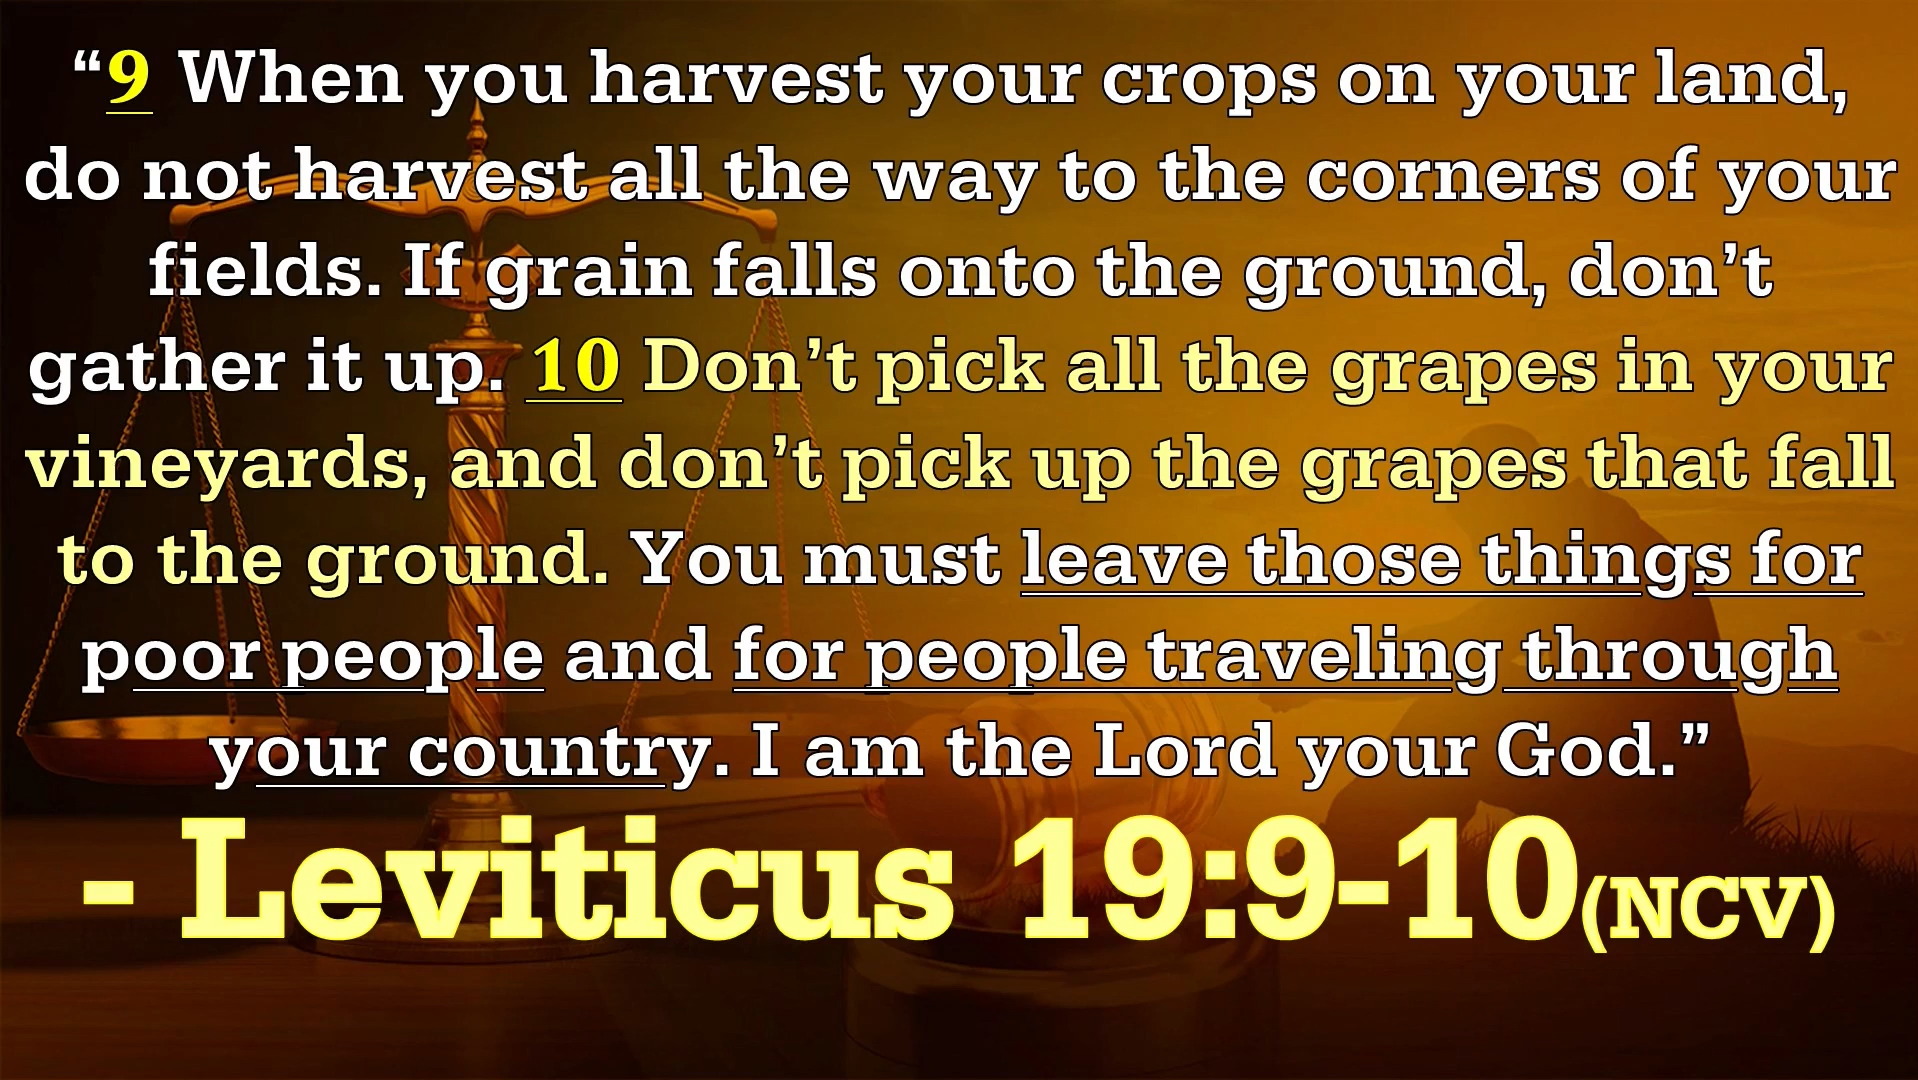 “9 When you harvest your crops on your land,
do not harvest all the way to the corners of your
fields. If grain falls onto the ground, don’t
gather it up. 10 Don’t pick all the grapes in your
vineyards, and don’t pick up the grapes that fall
to the ground. You must leave those things for
poor people and for people traveling through
your country. I am the Lord your God.”
- Leviticus 19:9-10(NCV)